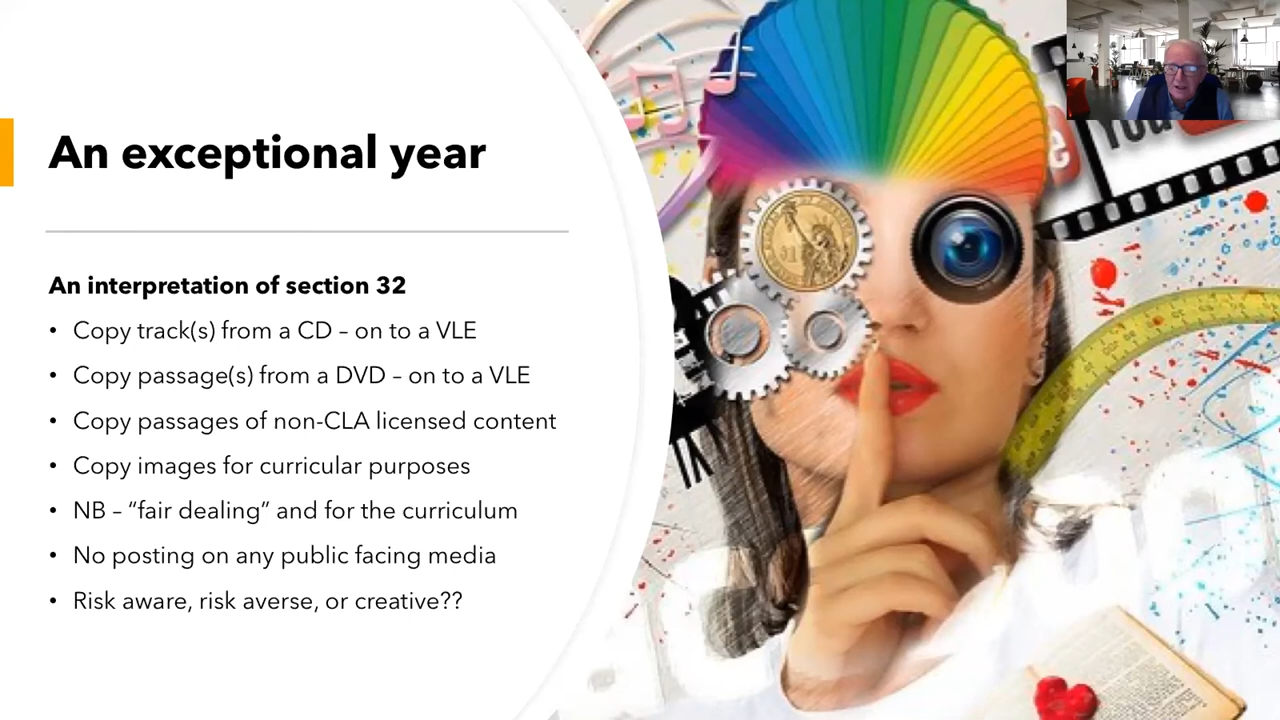 An exceptional year
An interpretation of section 32
• Copy track(s) from a CD – on to a VLE
• Copy passage(s) from a DVD – on to a VLE
• Copy passages of non-CLA licensed content
• Copy images for curricular purposes
• NB – “fair dealing” and for the curriculum
• No posting on any public facing media
• Risk aware, risk averse, or creative??
You